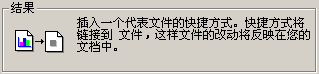 结果
插入一个代表文件的快捷方式。快捷方式将
链接到 文件，这样文件的改动将反映在您的
文档中。